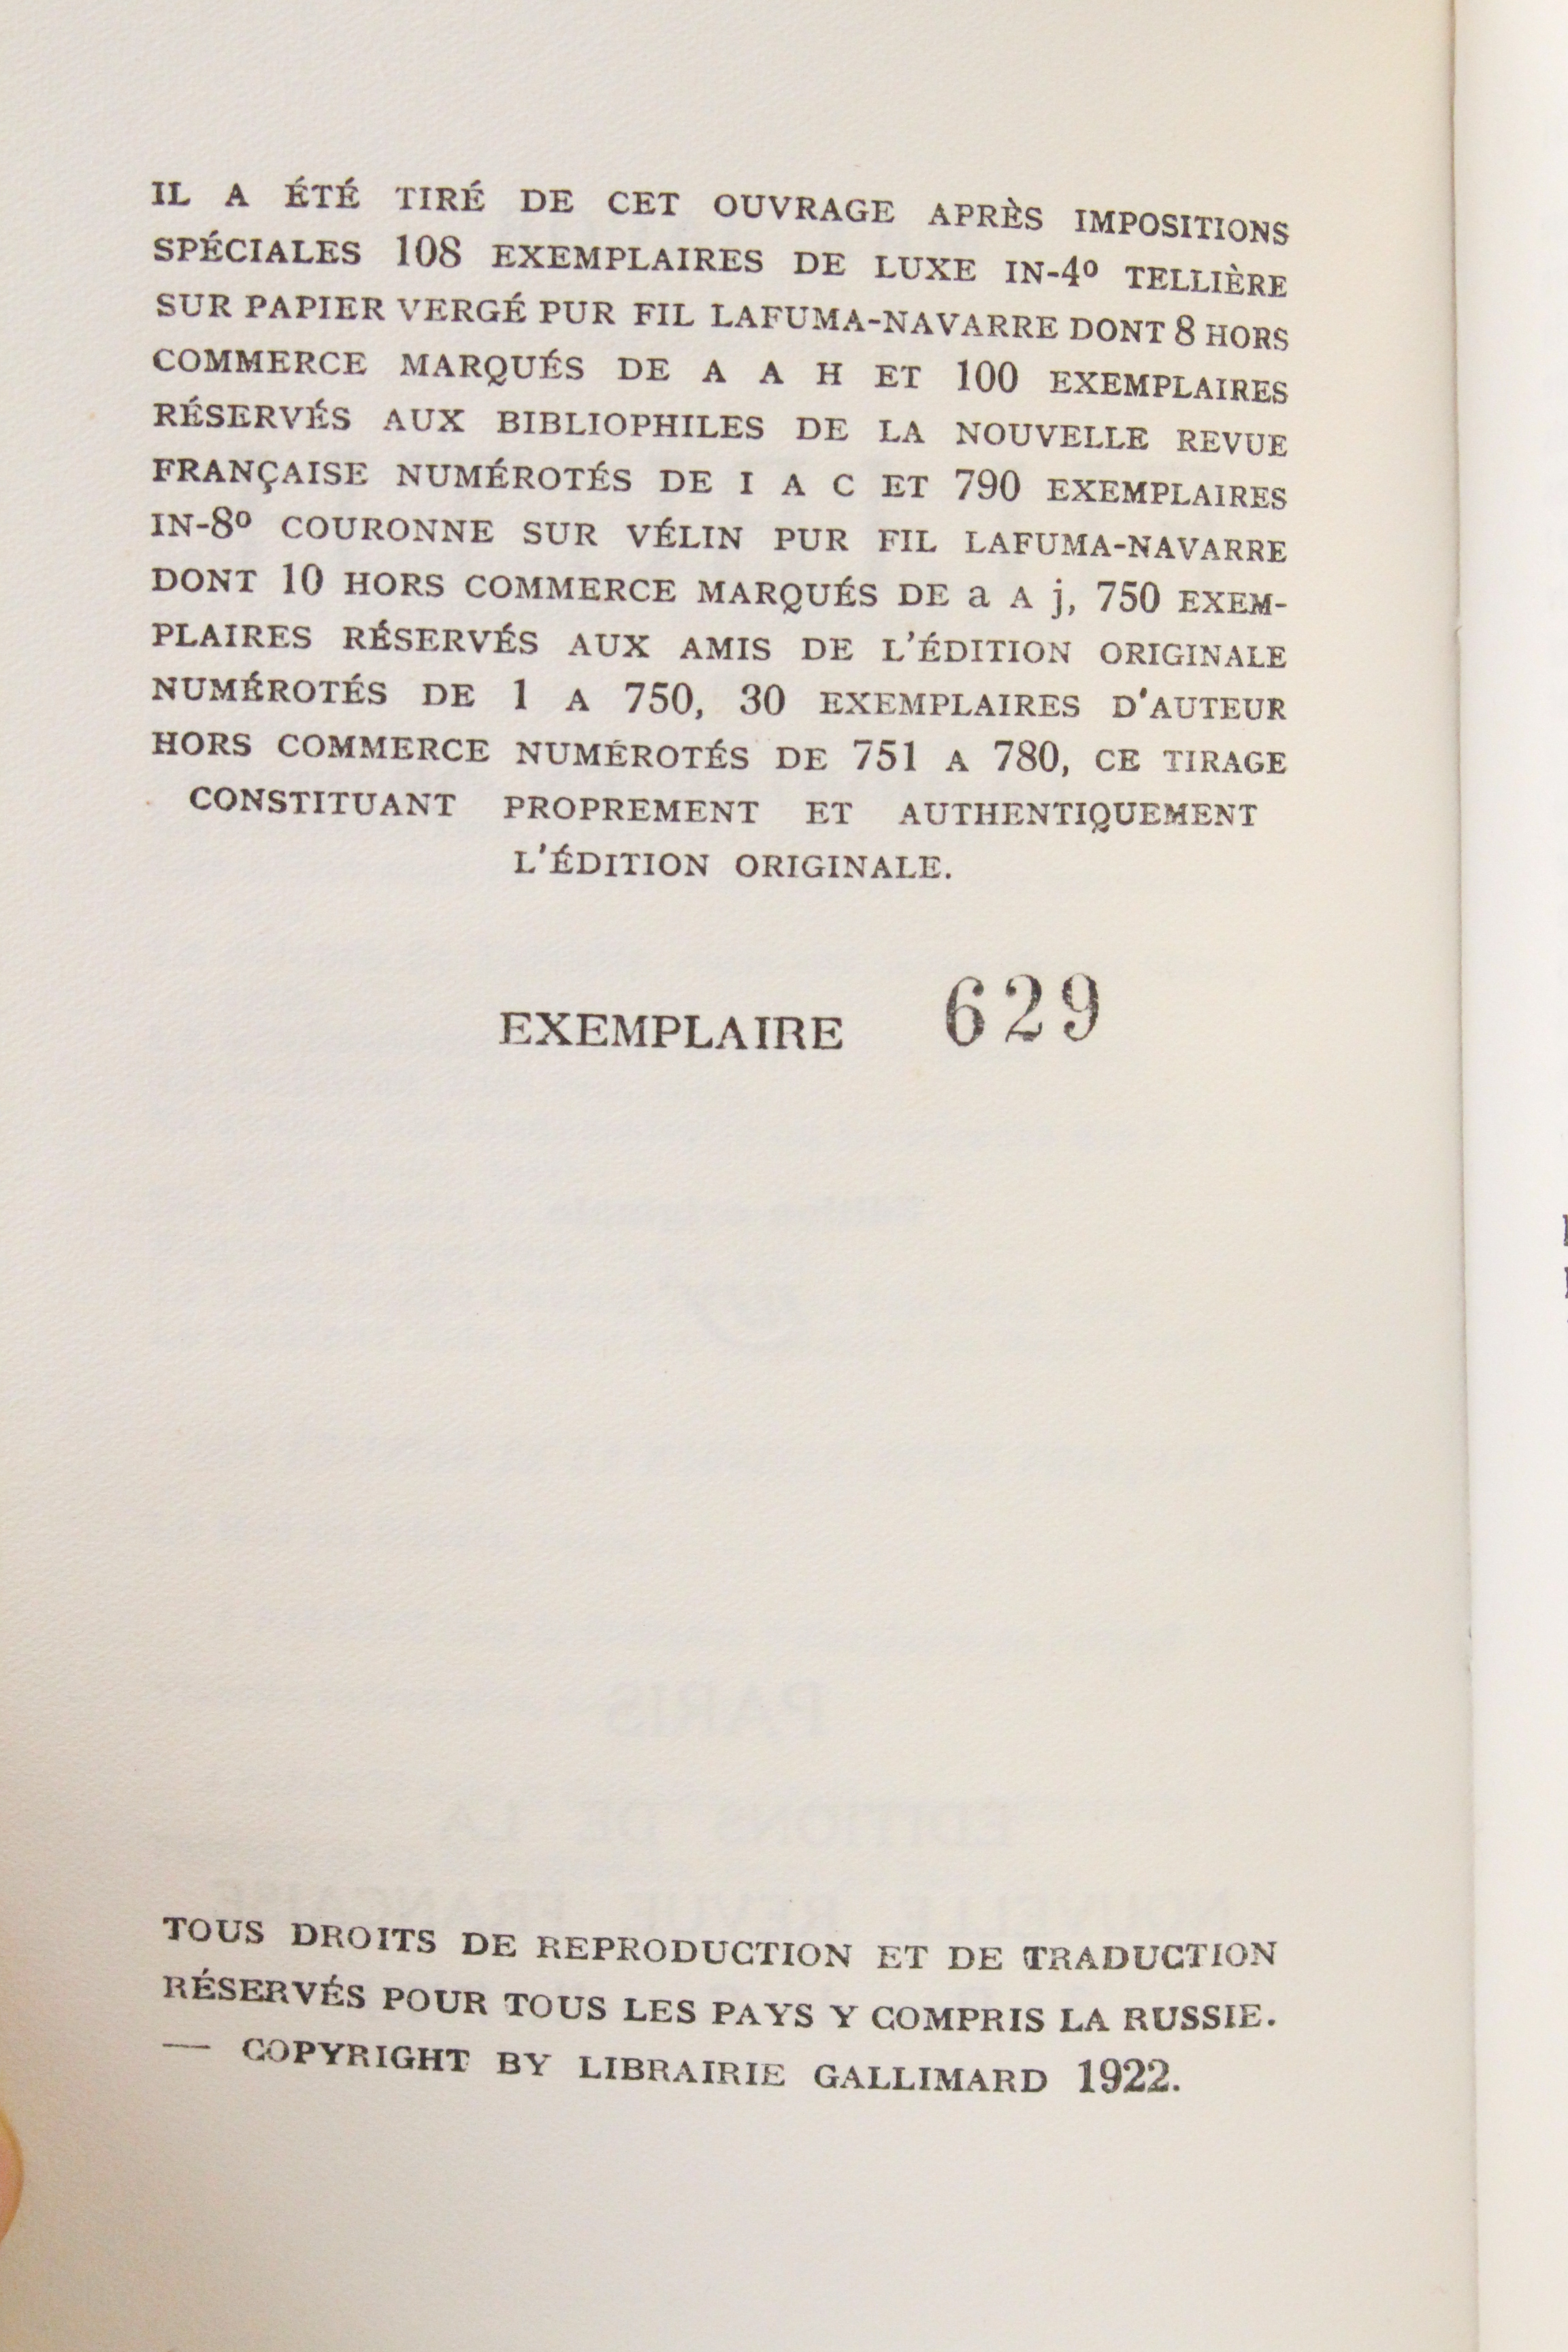 IL A ÉTÉ TIRÉ DE CET OUVRAGE APRÈS IMPOSITIONS
SPÉCIALES 108 EXEMPLAIRES DE LUXE IN-4º TELLIÈRE
SUR PAPIER VERGÉ PUR FIL LAFUMA-NAVARRE DONT 8 HORS
COMMERCE MARQUÉS DE A A H ET 100 EXEMPLAIRES
RÉSERVÉS AUX BIBLIOPHILES DE LA NOUVELLE REVUE
FRANÇAISE NUMÉROTÉS DE I A C ET 790 EXEMPLAIRES
IN-8º COURONNE SUR VÉLIN PUR FIL LAFUMA-NAVARRE
DONT 10 HORS COMMERCE MARQUÉS DE a A j, 750 EXEM-
PLAIRES RÉSERVÉS AUX AMIS DE L'ÉDITION ORIGINALE
NUMÉROTÉS DE 1 A 750, 30 EXEMPLAIRES D'AUTEUR
HORS COMMERCE NUMÉROTÉS DE 751 A 780, CE TIRAGE
CONSTITUANT PROPREMENT ET AUTHENTIQUEMENT
L'ÉDITION ORIGINALE.
EXEMPLAIRE 629
TOUS DROITS DE REPRODUCTION ET DE TRADUCTION
RÉSERVÉS POUR TOUS LES PAYS Y COMPRIS LA RUSSIE.
— COPYRIGHT BY LIBRAIRIE GALLIMARD 1922.